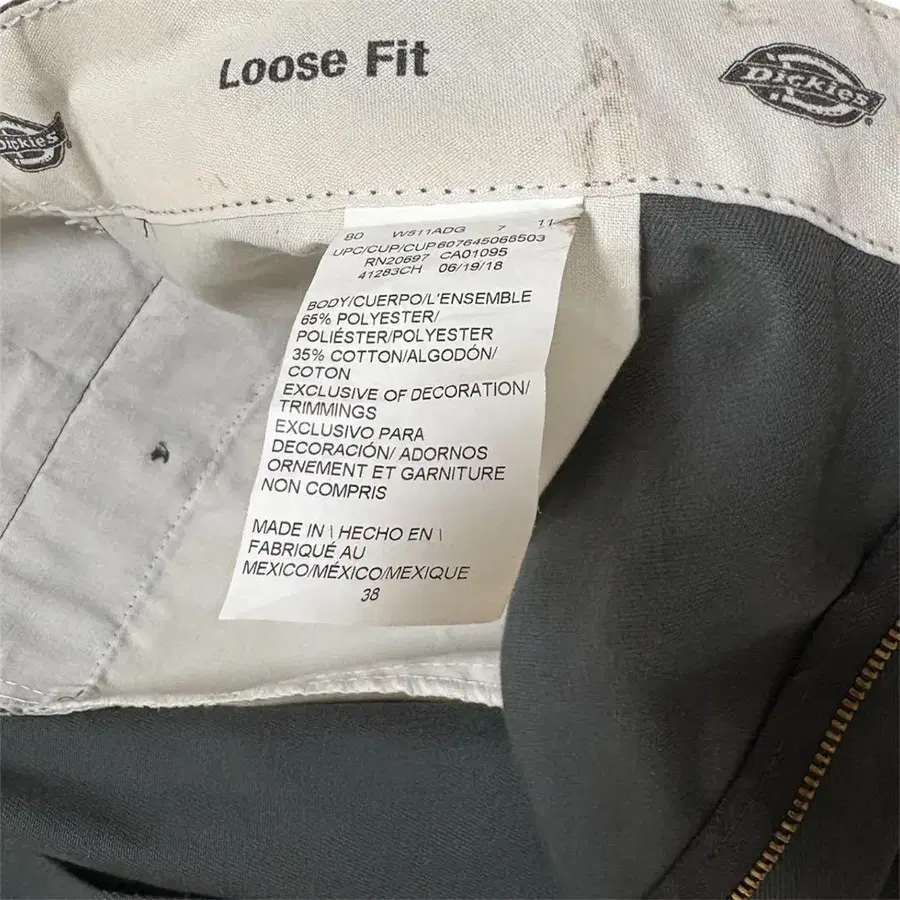 Loose Fit
Dickies
Dickies
80 W511ADG 7 11
UPC/CUP/CUP607645068503
RN20697 CA01095
41283CH 06/19/18
BODY/CUERPO/L'ENSEMBLE
65% POLYESTER/
POLIÉSTER/POLYESTER
35% COTTON/ALGODÓN/
COTON
EXCLUSIVE OF DECORATION/
TRIMMINGS
EXCLUSIVO PARA
DECORACIÓN/ ADORNOS
ORNEMENT ET GARNITURE
NON COMPRIS
MADE IN \ HECHO EN \
FABRIQUÉ AU
MEXICO/MÉXICO/MEXIQUE
38